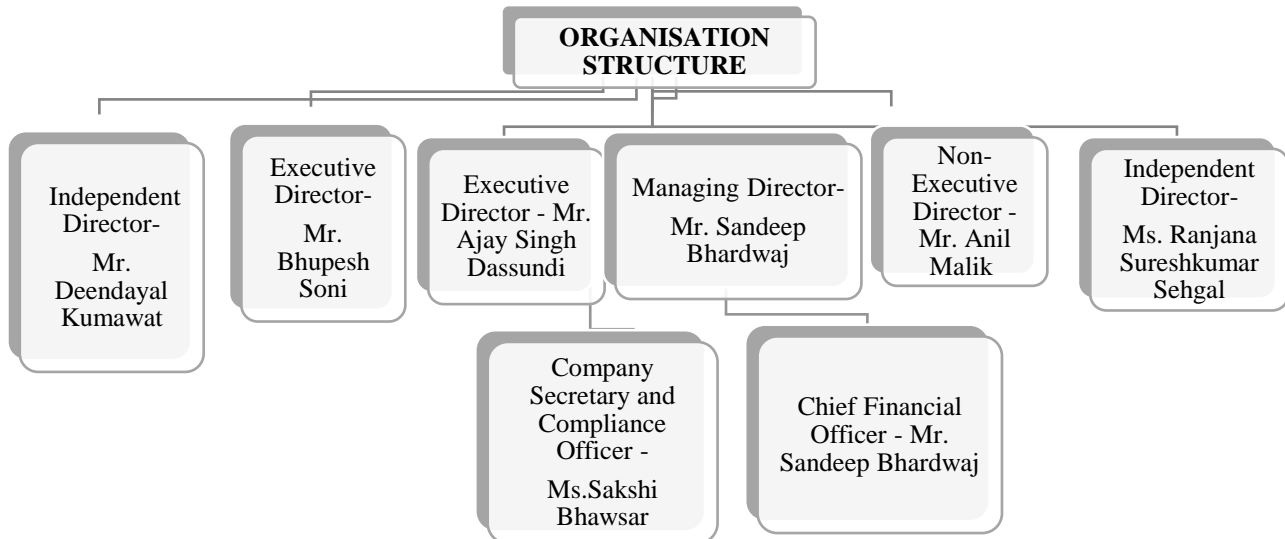 ORGANISATION
STRUCTURE
Independent
Director-
Mr.
Deendayal
Kumawat
Executive
Director-
Mr.
Bhupesh
Soni
Executive
Director - Mr.
Ajay Singh
Dassundi
Managing Director-
Mr. Sandeep
Bhardwaj
Non-
Executive
Director -
Mr. Anil
Malik
Independent
Director-
Ms. Ranjana
Sureshkumar
Sehgal
Company
Secretary and
Compliance
Officer -
Ms.Sakshi
Bhawsar
Chief Financial
Officer - Mr.
Sandeep Bhardwaj